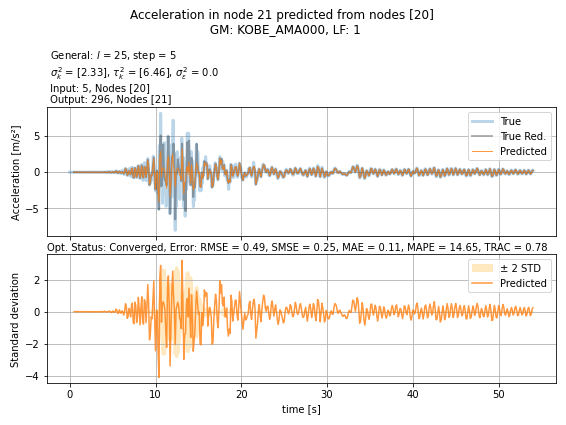 Acceleration in node 21 predicted from nodes [20]
GM: KOBE_AMA000, LF: 1
General: l = 25, step = 5
σ²ₖ = [2.33], τ²ₖ = [6.46], σ²ε = 0.0
Input: 5, Nodes [20]
Output: 296, Nodes [21]
True
True Red.
Predicted
Acceleration [m/s²]
5
0
−5
Opt. Status: Converged, Error: RMSE = 0.49, SMSE = 0.25, MAE = 0.11, MAPE = 14.65, TRAC = 0.78
± 2 STD
Predicted
Standard deviation
2
0
−2
−4
0 10 20 30 40 50
time [s]